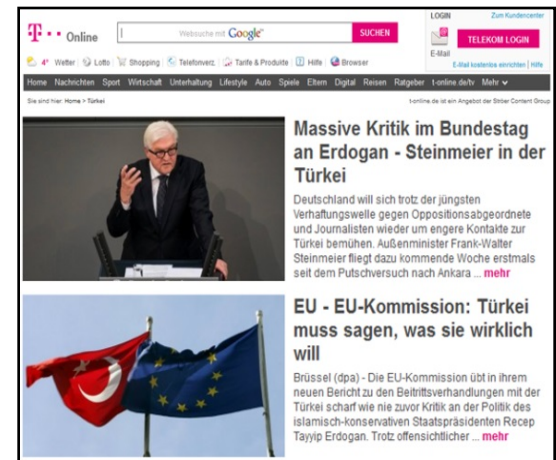 LOGIN
Zum Kundencenter
T·· Online
Websuche mit Google
SUCHEN
TELEKOM LOGIN
E-Mail
E-Mail kostenlos einrichten | Hilfe
4° Wetter Lotto Shopping Telefonverz. Tarife & Produkte Hilfe Browser
Home Nachrichten Sport Wirtschaft Unterhaltung Lifestyle Auto Spiele Eltern Digital Reisen Ratgeber t-online.de/tv Mehr
Sie sind hier: Home > Türkei
t-online.de ist ein Angebot der Ströer Content Group
Massive Kritik im Bundestag
an Erdogan - Steinmeier in der
Türkei
Deutschland will sich trotz der jüngsten
Verhaftungswelle gegen Oppositionsabgeordnete
und Journalisten wieder um engere Kontakte zur
Türkei bemühen. Außenminister Frank-Walter
Steinmeier fliegt dazu kommende Woche erstmals
seit dem Putschversuch nach Ankara ... mehr
EU - EU-Kommission: Türkei
muss sagen, was sie wirklich
will
Brüssel (dpa) - Die EU-Kommission übt in ihrem
neuen Bericht zu den Beitrittsverhandlungen mit der
Türkei scharf wie nie zuvor Kritik an der Politik des
islamisch-konservativen Staatspräsidenten Recep
Tayyip Erdogan. Trotz offensichtlicher ... mehr